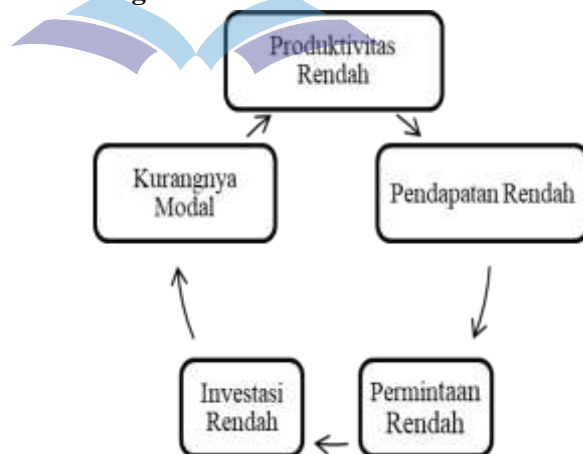 Produktivitas
Rendah
Kurangnya
Modal
Pendapatan Rendah
Investasi
Rendah
Permintaan
Rendah